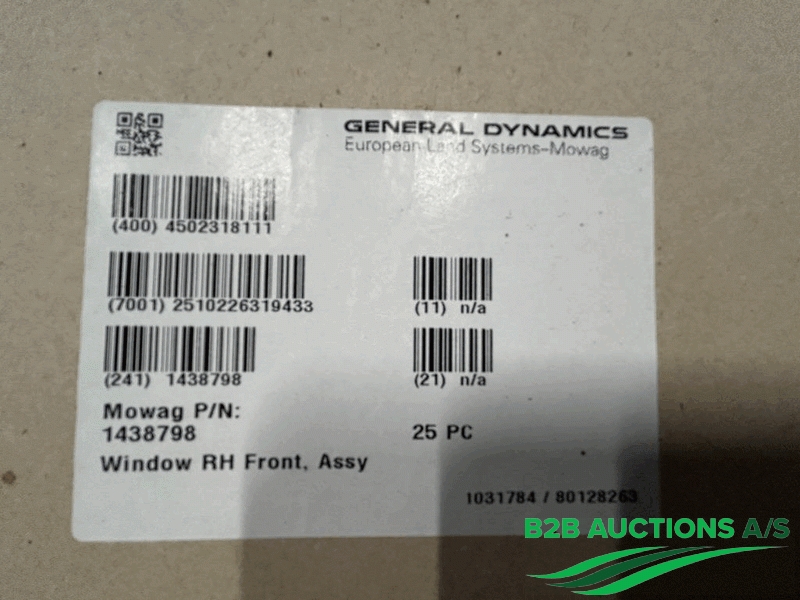 GENERAL DYNAMICS
European Land Systems–Mowag
(400) 4502318111
(7001) 2510226319433
(11) n/a
(241) 1438798
(21) n/a
Mowag P/N:
1438798
25 PC
Window RH Front, Assy
1031784 / 80128263
B2B AUCTIONS A/S